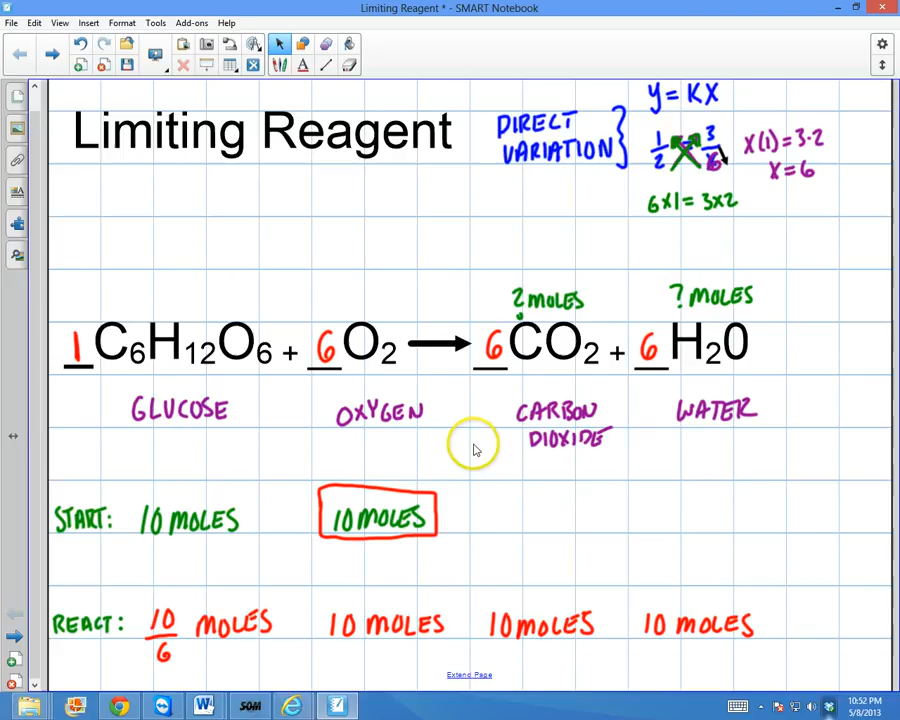 Limiting Reagent * - SMART Notebook
File Edit View Insert Format Tools Add-ons Help
Limiting Reagent
DIRECT
VARIATION
y = KX
1/2 3/6
X(1) = 3·2
X = 6
6X1 = 3X2
? MOLES ? MOLES
1 C6H12O6 + 6 O2 → 6 CO2 + 6 H20
GLUCOSE OXYGEN CARBON DIOXIDE WATER
START: 10 MOLES 10 MOLES
REACT: 10/6 MOLES 10 MOLES 10 MOLES 10 MOLES
Extend Page
W SOM
10:52 PM
5/8/2013